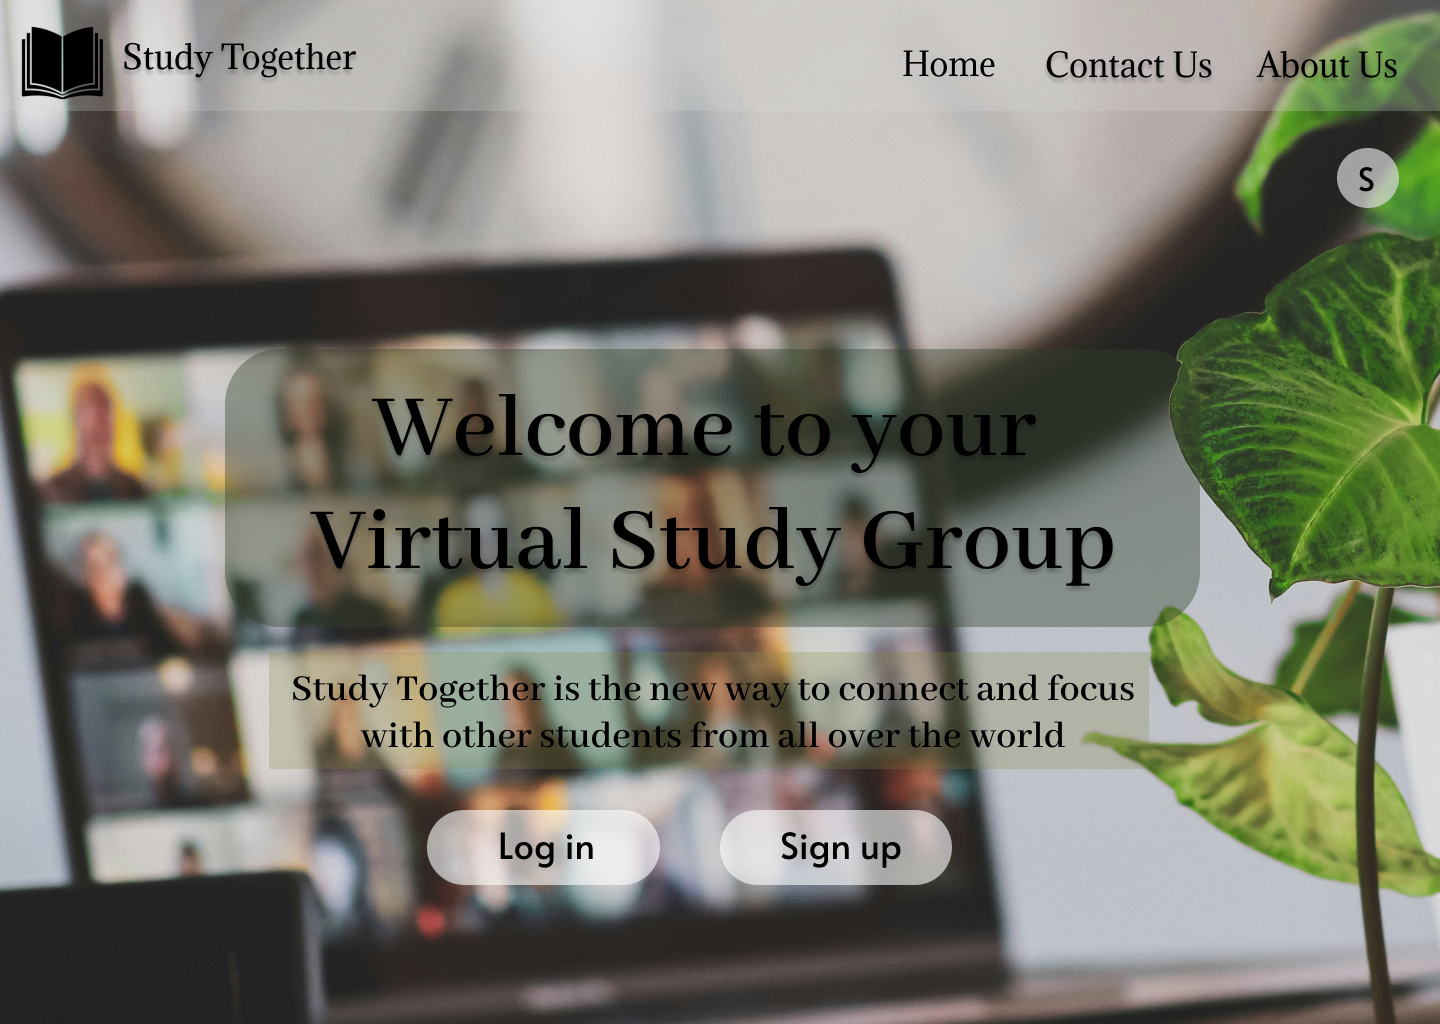 Study Together
Home
Contact Us
About Us
S
Welcome to your
Virtual Study Group
Study Together is the new way to connect and focus
with other students from all over the world
Log in
Sign up